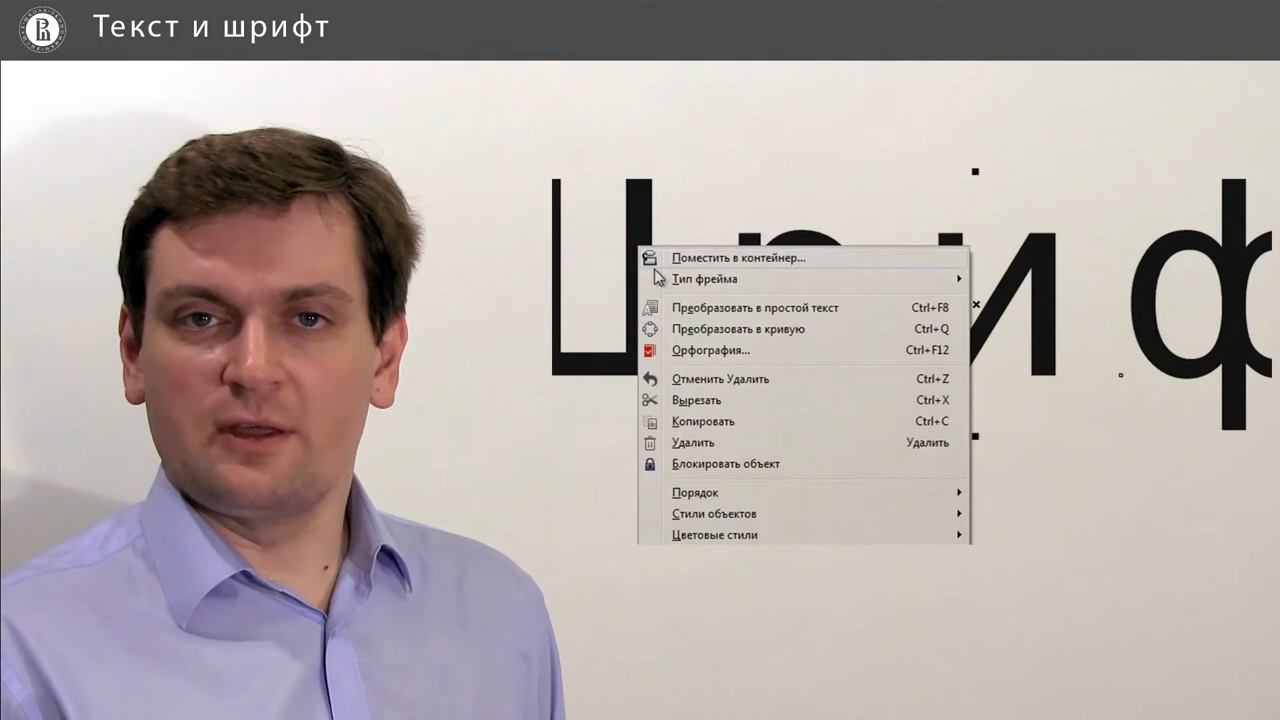 Текст и шрифт
Шриф
Поместить в контейнер...
Тип фрейма
Преобразовать в простой текст Ctrl+F8
Преобразовать в кривую Ctrl+Q
Орфография... Ctrl+F12
Отменить Удалить Ctrl+Z
Вырезать Ctrl+X
Копировать Ctrl+C
Удалить Удалить
Блокировать объект
Порядок
Стили объектов
Цветовые стили